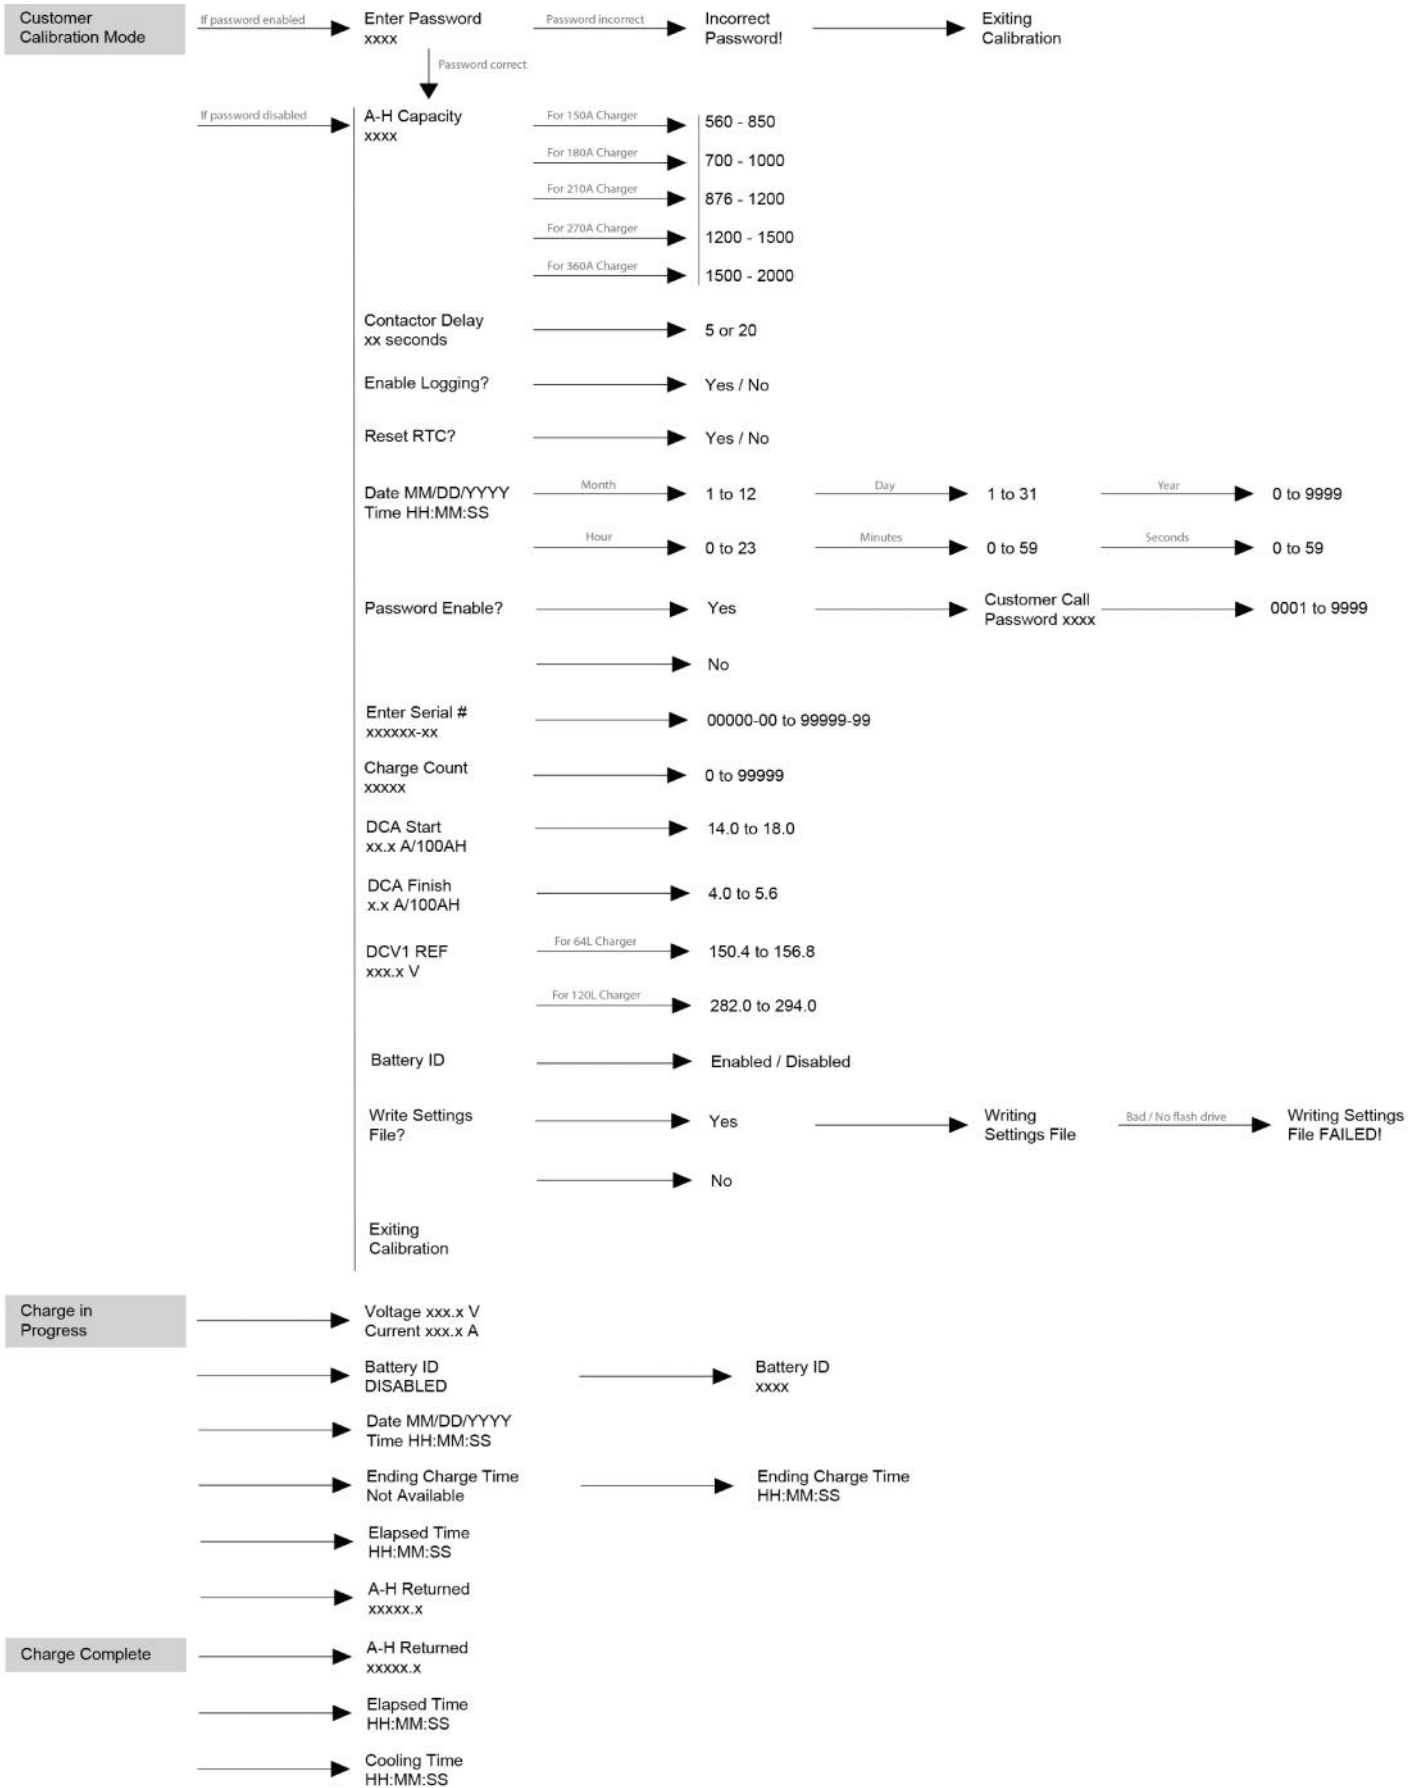 Customer
Calibration Mode
If password enabled
Enter Password
xxxx
Password incorrect
Incorrect
Password!
Exiting
Calibration
Password correct
If password disabled
A-H Capacity
xxxx
For 150A Charger
560 - 850
For 180A Charger
700 - 1000
For 210A Charger
876 - 1200
For 270A Charger
1200 - 1500
For 360A Charger
1500 - 2000
Contactor Delay
xx seconds
5 or 20
Enable Logging?
Yes / No
Reset RTC?
Yes / No
Date MM/DD/YYYY
Time HH:MM:SS
Month
1 to 12
Day
1 to 31
Year
0 to 9999
Hour
0 to 23
Minutes
0 to 59
Seconds
0 to 59
Password Enable?
Yes
Customer Call
Password xxxx
0001 to 9999
No
Enter Serial #
xxxxxx-xx
00000-00 to 99999-99
Charge Count
xxxxx
0 to 99999
DCA Start
xx.x A/100AH
14.0 to 18.0
DCA Finish
x.x A/100AH
4.0 to 5.6
DCV1 REF
xxx.x V
For 64L Charger
150.4 to 156.8
For 120L Charger
282.0 to 294.0
Battery ID
Enabled / Disabled
Write Settings
File?
Yes
Writing
Settings File
Bad / No flash drive
Writing Settings
File FAILED!
No
Exiting
Calibration
Charge in
Progress
Voltage xxx.x V
Current xxx.x A
Battery ID
DISABLED
Battery ID
xxxx
Date MM/DD/YYYY
Time HH:MM:SS
Ending Charge Time
Not Available
Ending Charge Time
HH:MM:SS
Elapsed Time
HH:MM:SS
A-H Returned
xxxxx.x
Charge Complete
A-H Returned
xxxxx.x
Elapsed Time
HH:MM:SS
Cooling Time
HH:MM:SS